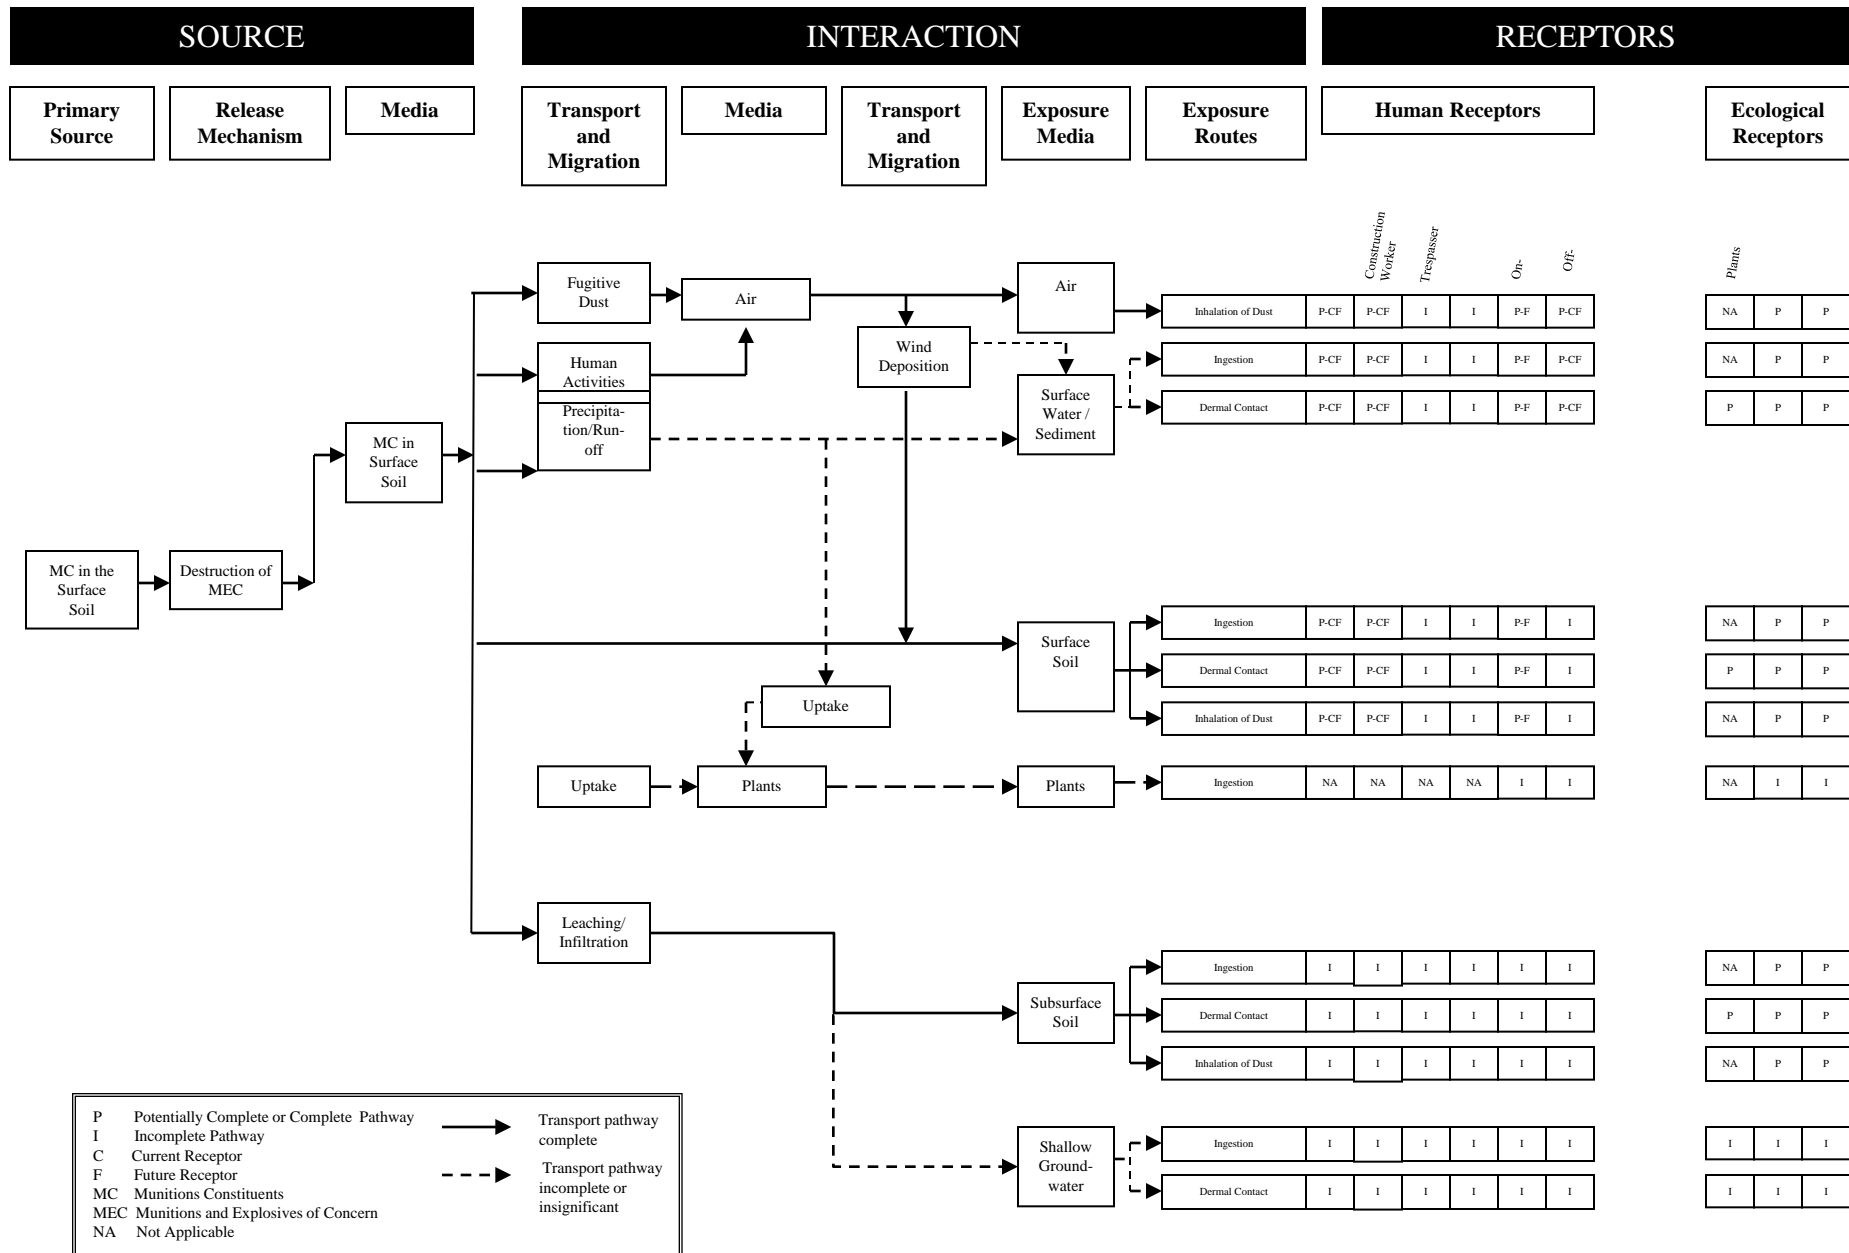 SOURCE
INTERACTION
RECEPTORS
Primary
Source
Release
Mechanism
Media
Transport
and
Migration
Media
Transport
and
Migration
Exposure
Media
Exposure
Routes
Human Receptors
Ecological
Receptors
Construction
Worker
Trespasser
On-
Off-
Plants
Fugitive
Dust
Air
Air
Inhalation of Dust P-CF P-CF I I P-F P-CF NA P P
Human
Activities
Wind
Deposition
Ingestion P-CF P-CF I I P-F P-CF NA P P
Precipita-
tion/Run-
off
Surface
Water /
Sediment
Dermal Contact P-CF P-CF I I P-F P-CF P P P
MC in
Surface
Soil
MC in the
Surface
Soil
Destruction of
MEC
Surface
Soil
Ingestion P-CF P-CF I I P-F I NA P P
Dermal Contact P-CF P-CF I I P-F I P P P
Inhalation of Dust P-CF P-CF I I P-F I NA P P
Uptake
Uptake
Plants
Plants
Ingestion NA NA NA NA I I NA I I
Leaching/
Infiltration
Subsurface
Soil
Ingestion I I I I I I NA P P
Dermal Contact I I I I I I P P P
Inhalation of Dust I I I I I I NA P P
Shallow
Ground-
water
Ingestion I I I I I I I I I
Dermal Contact I I I I I I I I I
P Potentially Complete or Complete Pathway
I Incomplete Pathway
C Current Receptor
F Future Receptor
MC Munitions Constituents
MEC Munitions and Explosives of Concern
NA Not Applicable
Transport pathway
complete
Transport pathway
incomplete or
insignificant